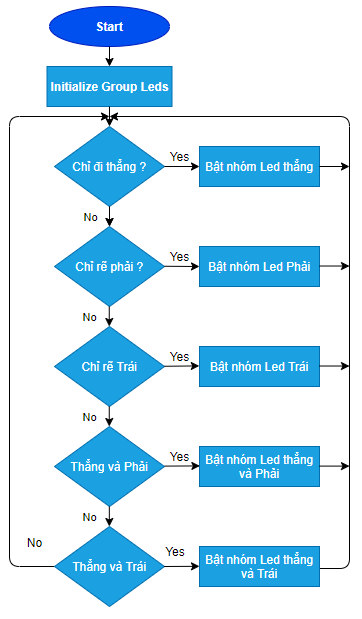 Start
Initialize Group Leds
Chỉ đi thẳng ?
Yes
Bật nhóm Led thẳng
No
Chỉ rẽ phải ?
Yes
Bật nhóm Led Phải
No
Chỉ rẽ Trái
Yes
Bật nhóm Led Trái
No
Thẳng và Phải
Yes
Bật nhóm Led thẳng
và Phải
No
No
Thẳng và Trái
Yes
Bật nhóm Led thẳng
và Trái